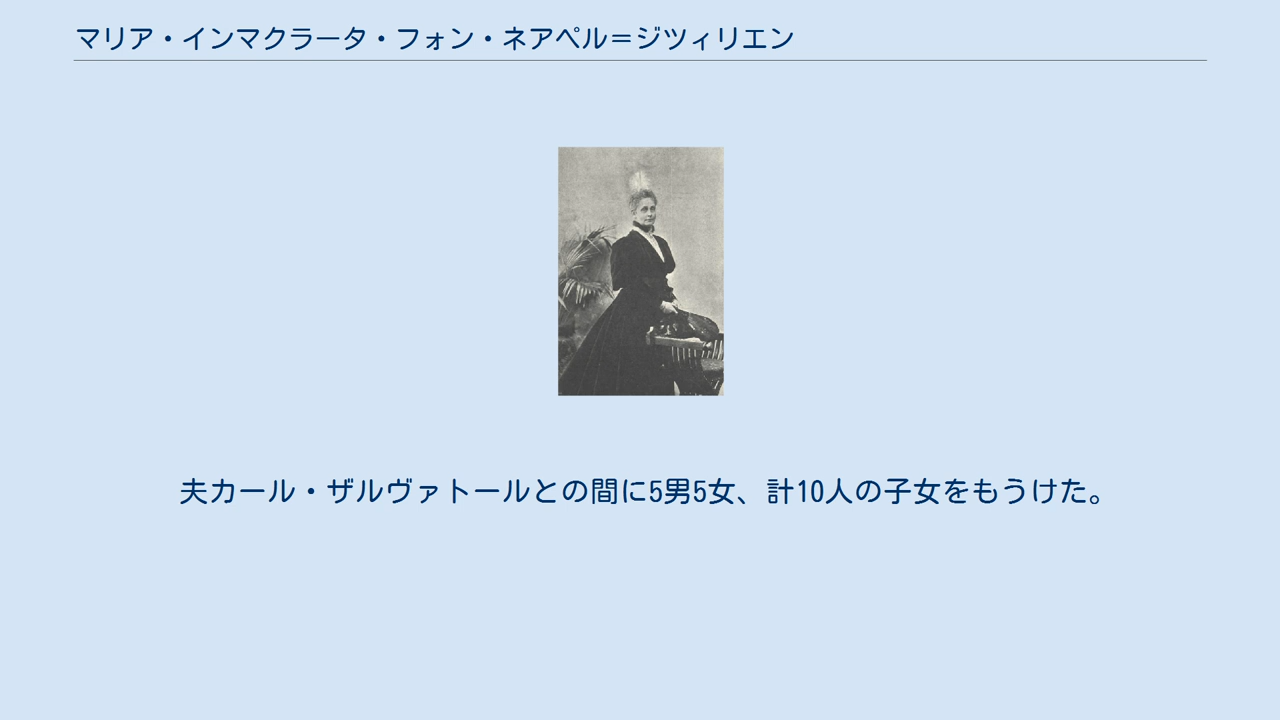 マリア・インマクラータ・フォン・ネアペル＝ジツィリエン
夫カール・ザルヴァトールとの間に5男5女、計10人の子女をもうけた。